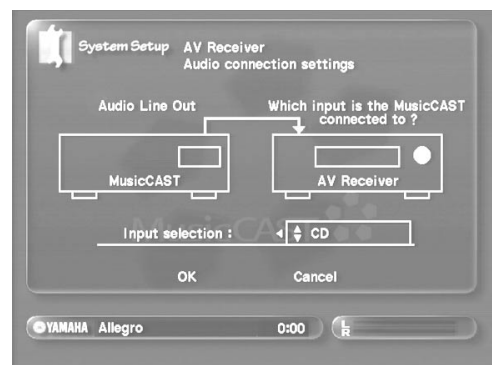 System Setup AV Receiver
Audio connection settings
Audio Line Out
Which input is the MusicCAST
connected to ?
MusicCAST
AV Receiver
MusicCAST
Input selection : CD
OK Cancel
YAMAHA Allegro 0:00 L
R